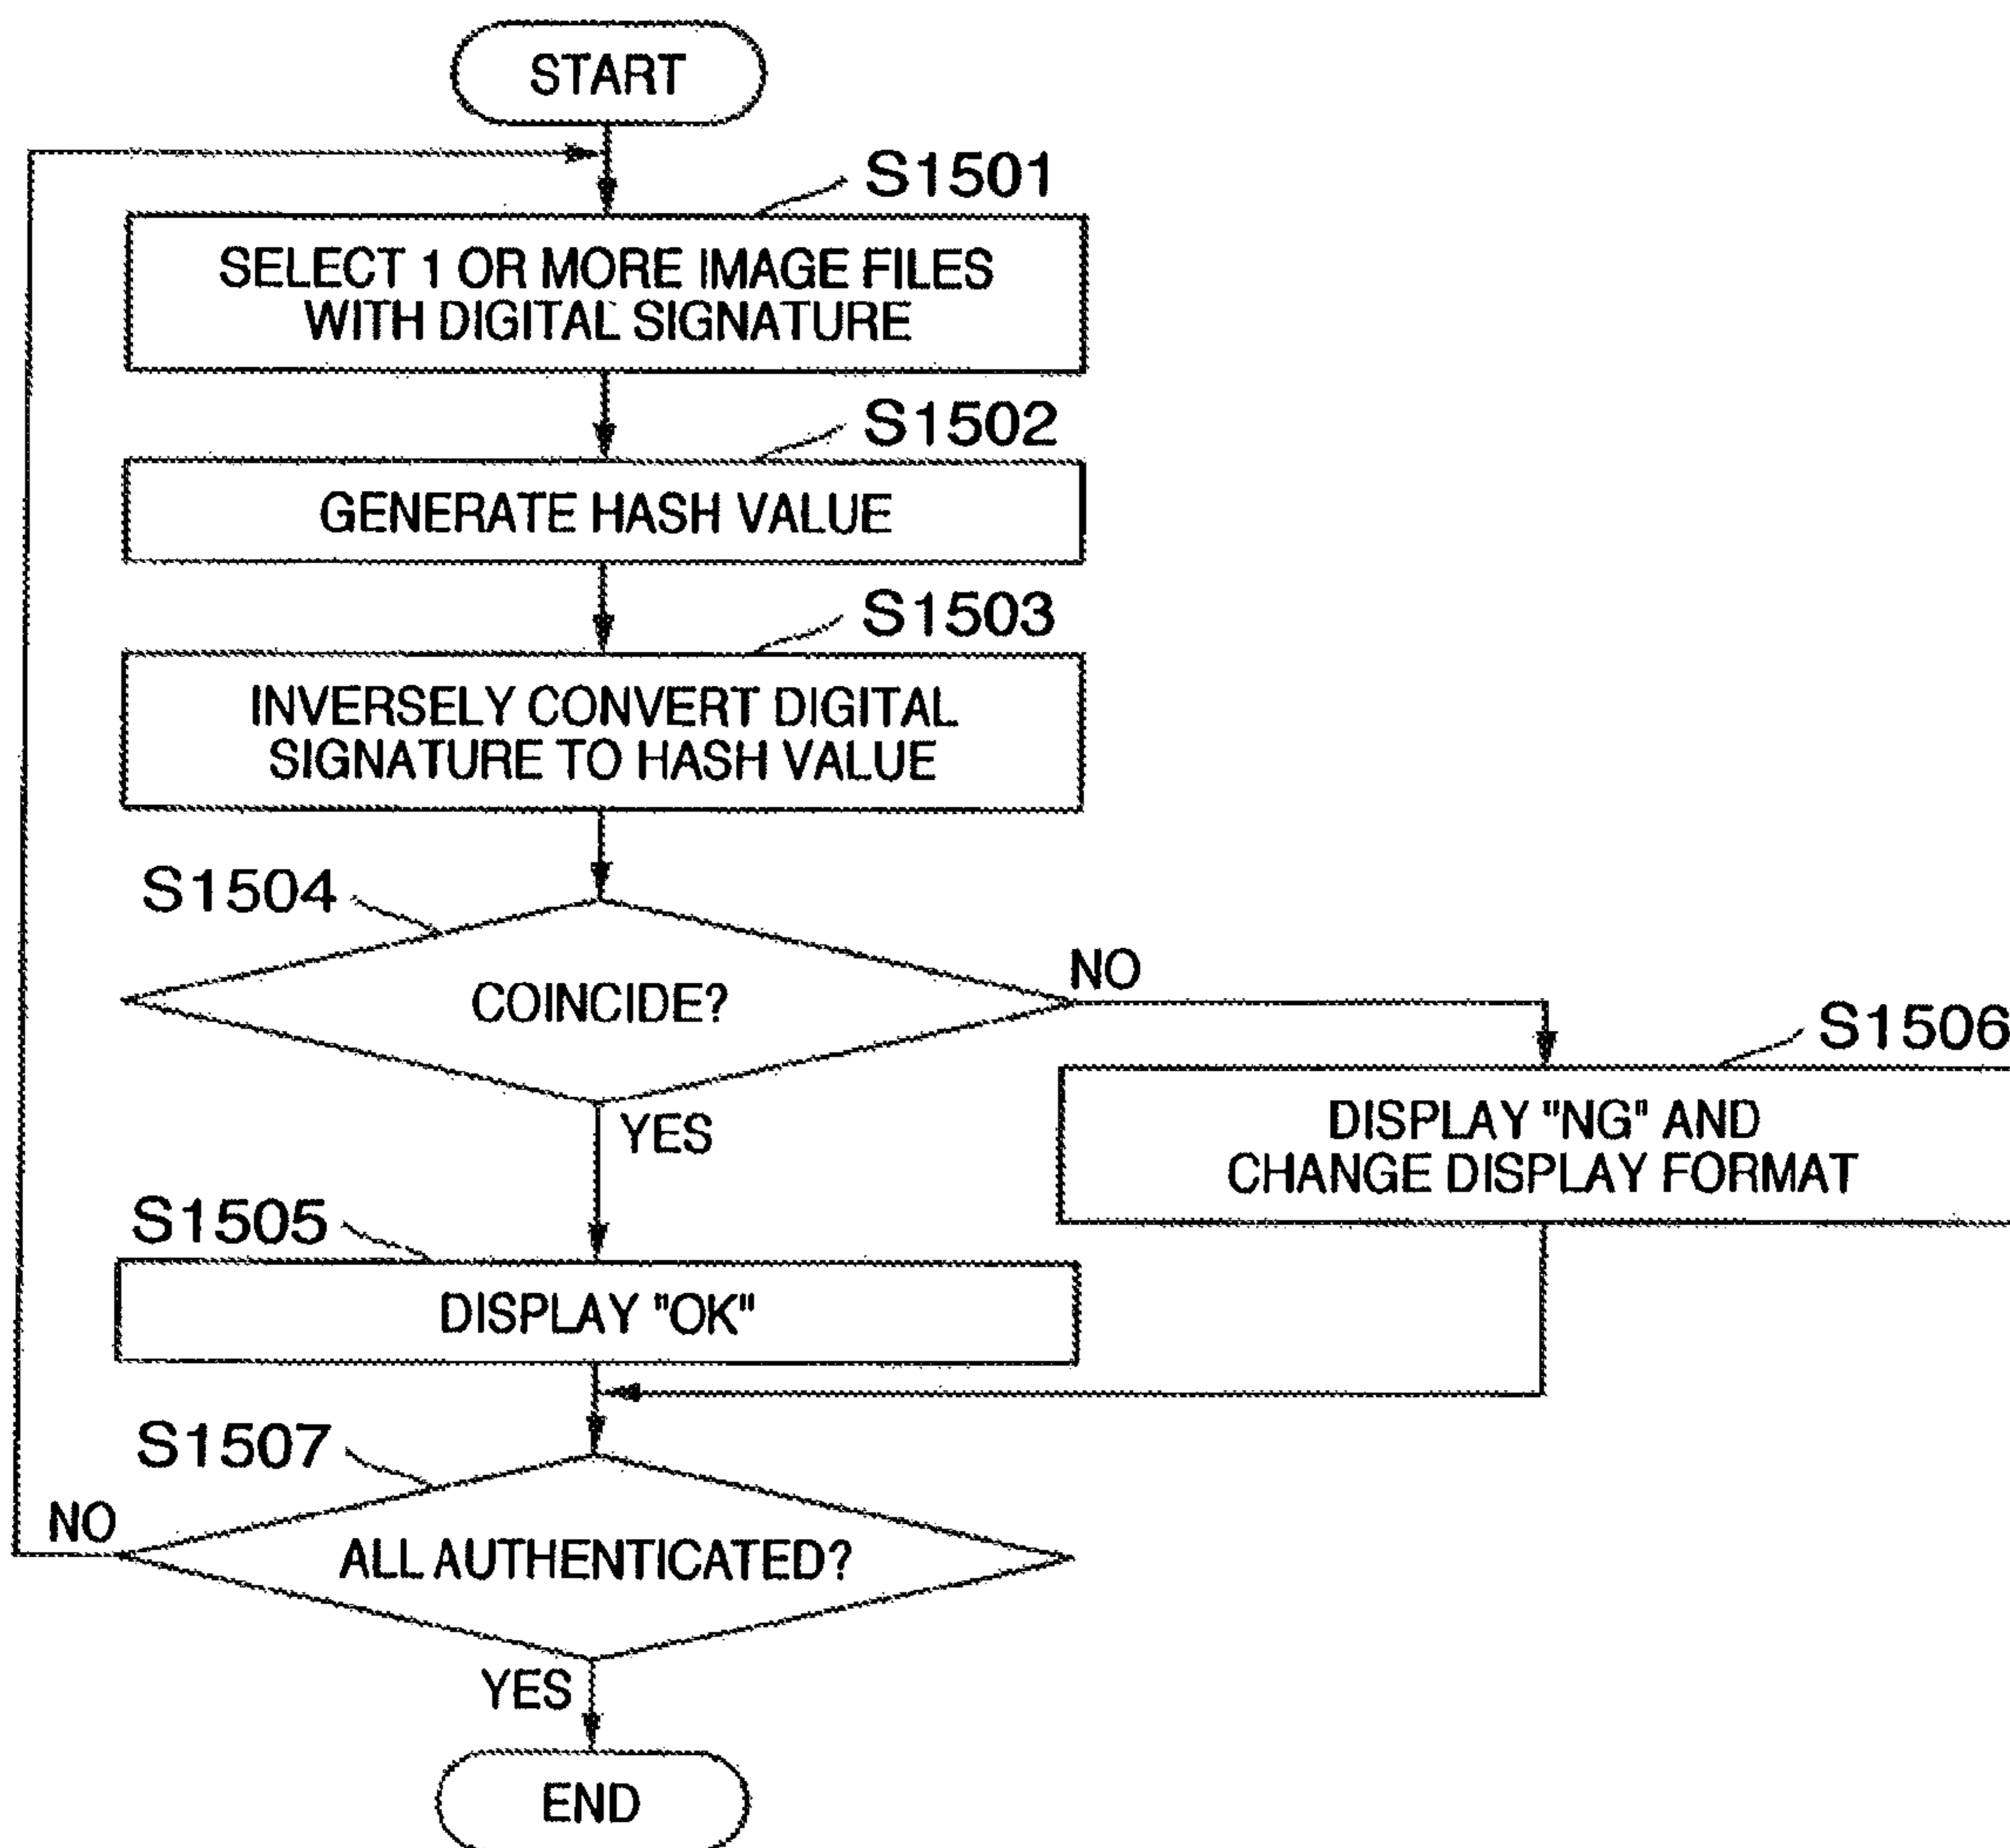 START
S1501
SELECT 1 OR MORE IMAGE FILES
WITH DIGITAL SIGNATURE
S1502
GENERATE HASH VALUE
S1503
INVERSELY CONVERT DIGITAL
SIGNATURE TO HASH VALUE
S1504
COINCIDE?
NO
YES
S1506
DISPLAY "NG" AND
CHANGE DISPLAY FORMAT
S1505
DISPLAY "OK"
S1507
NO
ALL AUTHENTICATED?
YES
END